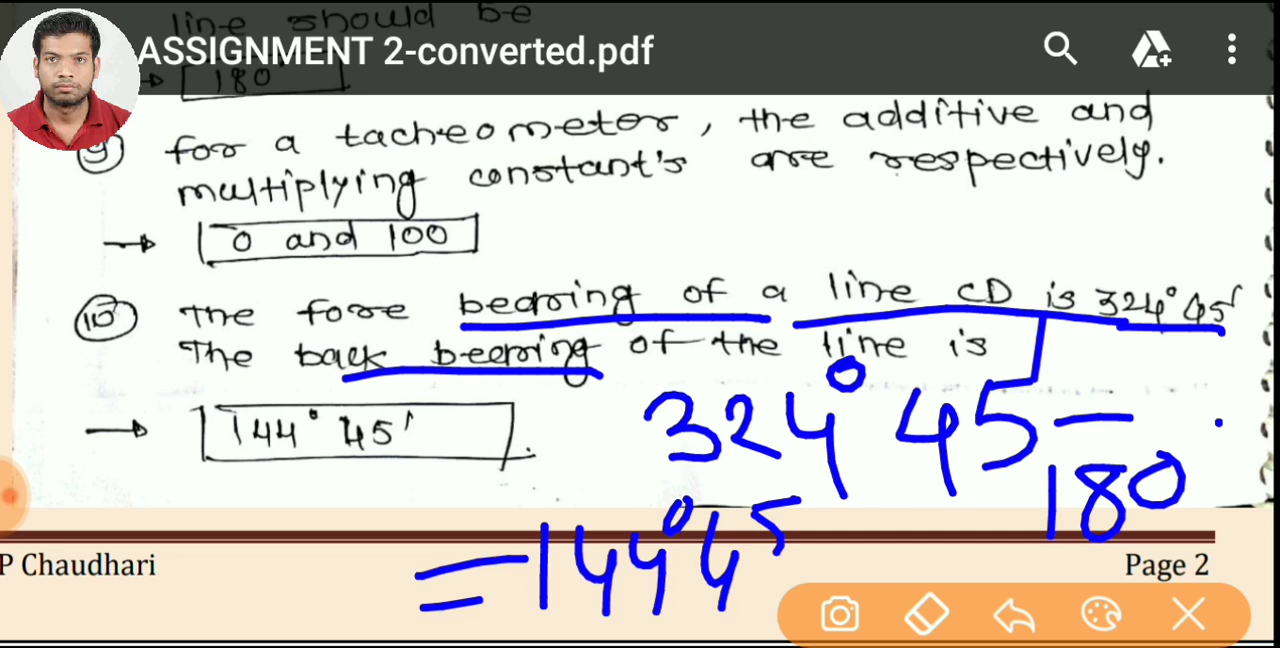 line should be
ASSIGNMENT 2-converted.pdf
180
9 for a tacheometer, the additive and
multiplying constant's are respectively.
0 and 100
10 The fore bearing of a line CD is 324° 45'
The back beering of the line is
144° 45'
324° 45 -
180
= 144° 45
P Chaudhari
Page 2